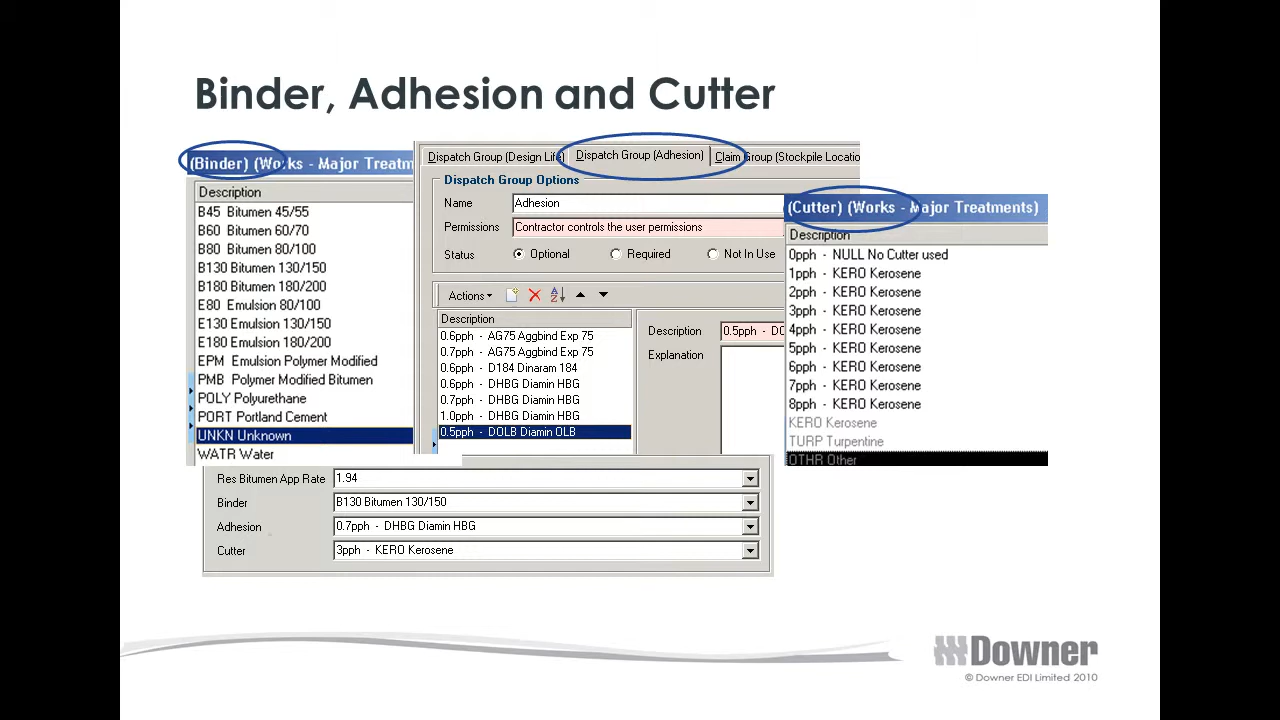 Binder, Adhesion and Cutter
(Binder) (Works - Major Treatm
Description
B45 Bitumen 45/55
B60 Bitumen 60/70
B80 Bitumen 80/100
B130 Bitumen 130/150
B180 Bitumen 180/200
E80 Emulsion 80/100
E130 Emulsion 130/150
E180 Emulsion 180/200
EPM Emulsion Polymer Modified
PMB Polymer Modified Bitumen
POLY Polyurethane
PORT Portland Cement
UNKN Unknown
WATR Water
Dispatch Group (Design Life Dispatch Group (Adhesion) Claim Group (Stockpile Locatio
Dispatch Group Options
Name Adhesion
Permissions Contractor controls the user permissions
Status Optional Required Not In Use
Actions
Description
0.6pph - AG75 Aggbind Exp 75
0.7pph - AG75 Aggbind Exp 75
0.6pph - D184 Dinaram 184
0.6pph - DHBG Diamin HBG
0.7pph - DHBG Diamin HBG
1.0pph - DHBG Diamin HBG
0.5pph - DOLB Diamin OLB
Description 0.5pph - DO
Explanation
(Cutter) (Works - Major Treatments)
Description
0pph - NULL No Cutter used
1pph - KERO Kerosene
2pph - KERO Kerosene
3pph - KERO Kerosene
4pph - KERO Kerosene
5pph - KERO Kerosene
6pph - KERO Kerosene
7pph - KERO Kerosene
8pph - KERO Kerosene
KERO Kerosene
TURP Turpentine
OTHR Other
Res Bitumen App Rate 1.94
Binder B130 Bitumen 130/150
Adhesion 0.7pph - DHBG Diamin HBG
Cutter 3pph - KERO Kerosene
Downer
© Downer EDI Limited 2010